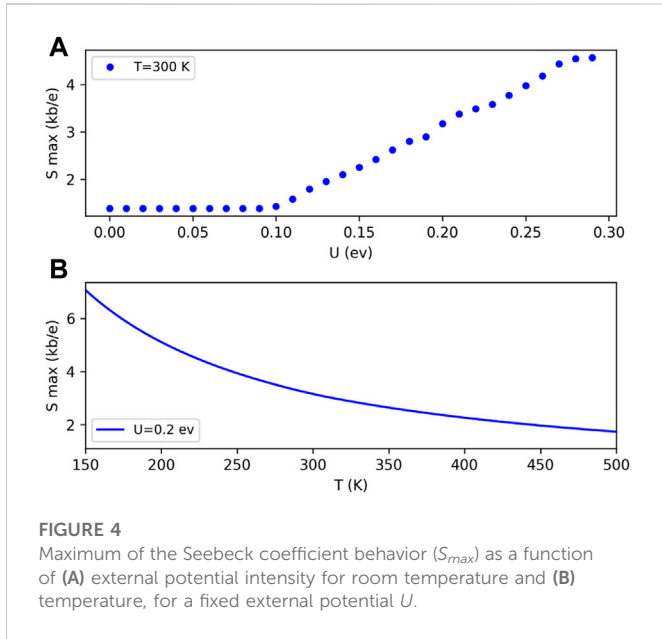 A
T=300 K
S max (kb/e)
4
3
2
0.00 0.05 0.10 0.15 0.20 0.25 0.30
U (ev)
B
S max (kb/e)
6
4
2
U=0.2 ev
150 200 250 300 350 400 450 500
T (K)
FIGURE 4
Maximum of the Seebeck coefficient behavior (Smax) as a function
of (A) external potential intensity for room temperature and (B)
temperature, for a fixed external potential U.